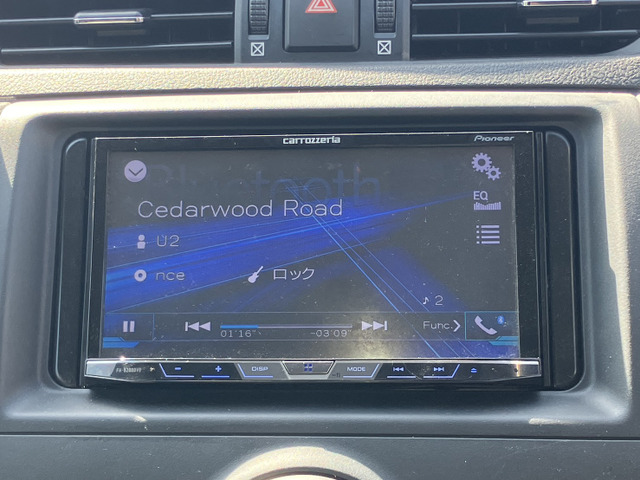 carrozzeria
Pioneer
Bluetooth
EQ
Cedarwood Road
U2
nce
ロック
♪ 2
01'16"
-03'09"
Func.
DISP
MODE